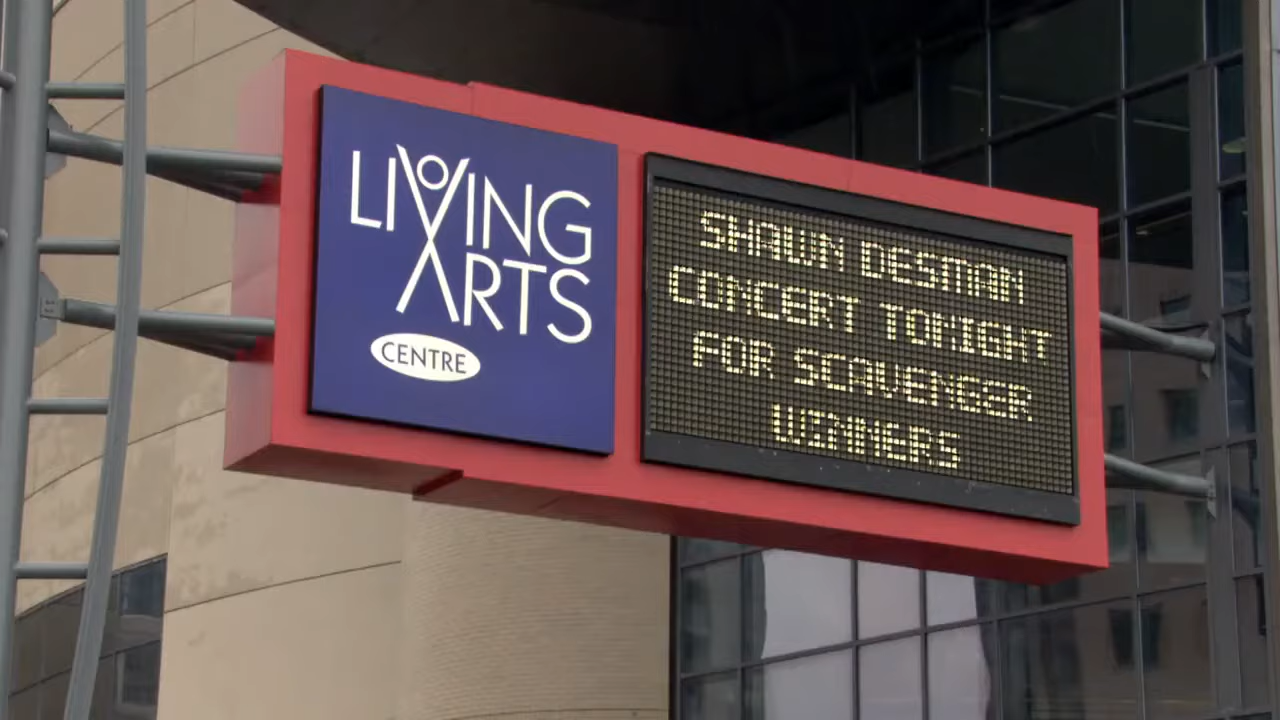 LIVING
ARTS
CENTRE
SHAWN DESMAN
CONCERT TONIGHT
FOR SCAVENGER
WINNERS